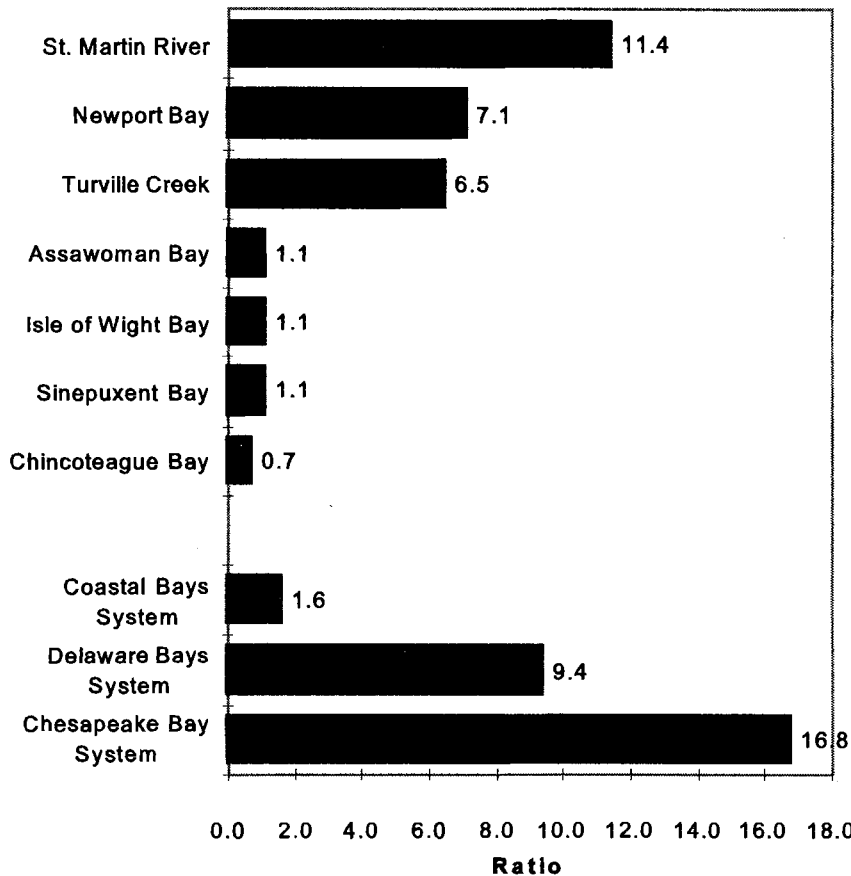 St. Martin River 11.4
Newport Bay 7.1
Turville Creek 6.5
Assawoman Bay 1.1
Isle of Wight Bay 1.1
Sinepuxent Bay 1.1
Chincoteague Bay 0.7
Coastal Bays
System 1.6
Delaware Bays
System 9.4
Chesapeake Bay
System 16.8
0.0 2.0 4.0 6.0 8.0 10.0 12.0 14.0 16.0 18.0
Ratio